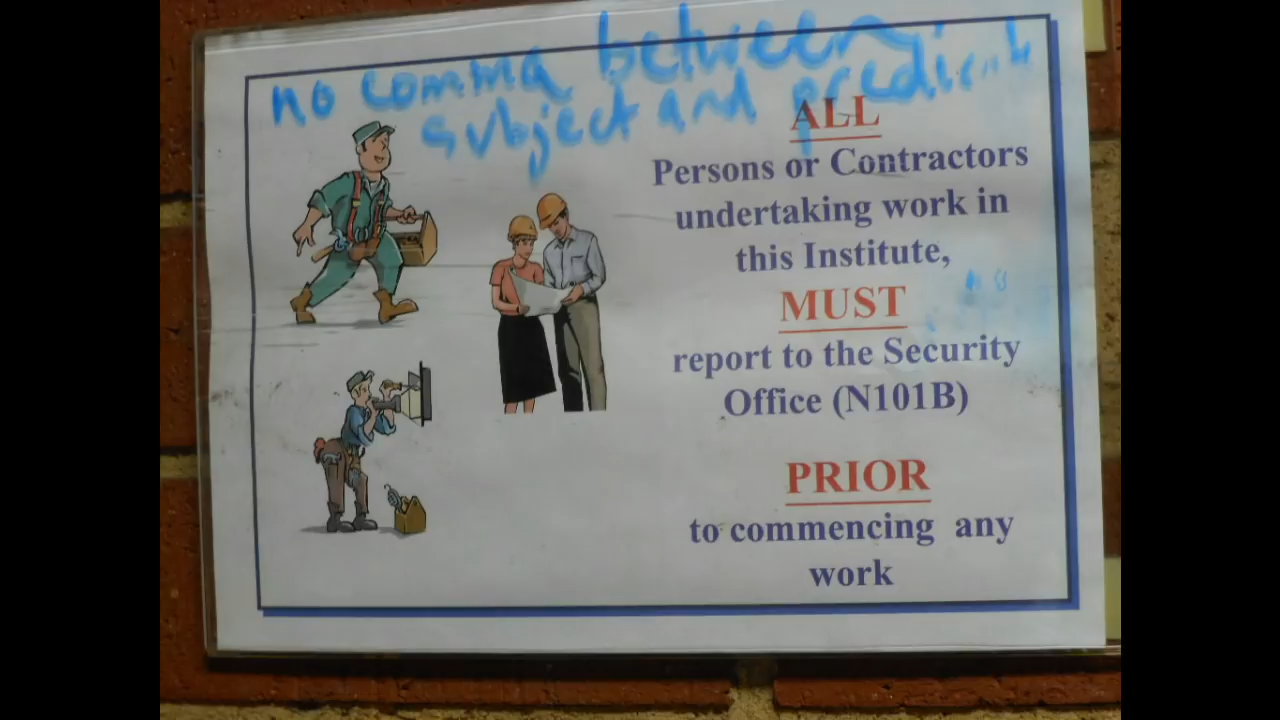 no comma between
subject and predicate
ALL
Persons or Contractors
undertaking work in
this Institute,
MUST
report to the Security
Office (N101B)
PRIOR
to commencing any
work